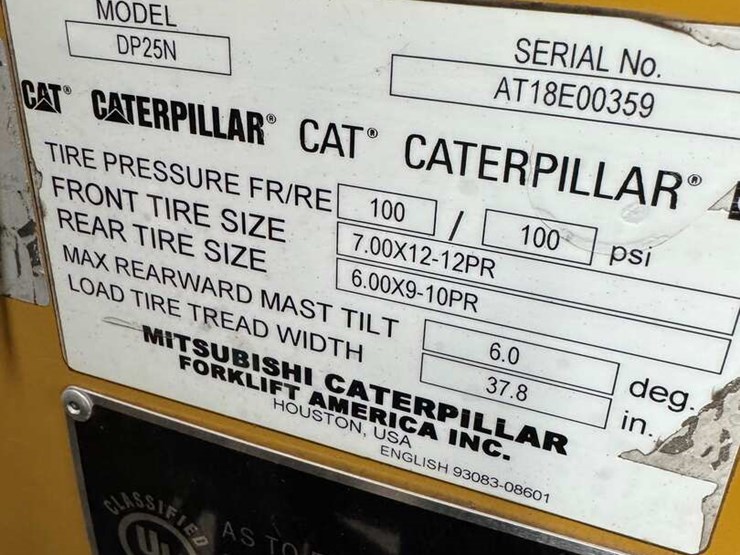 MODEL
DP25N
SERIAL No.
AT18E00359
CAT® CATERPILLAR® CAT® CATERPILLAR®
TIRE PRESSURE FR/RE 100 / 100 psi
FRONT TIRE SIZE 7.00X12-12PR
REAR TIRE SIZE 6.00X9-10PR
MAX REARWARD MAST TILT 6.0 deg.
LOAD TIRE TREAD WIDTH 37.8 in.
MITSUBISHI CATERPILLAR
FORKLIFT AMERICA INC.
HOUSTON, USA
ENGLISH 93083-08601
CLASSIFIED
UL
AS TO